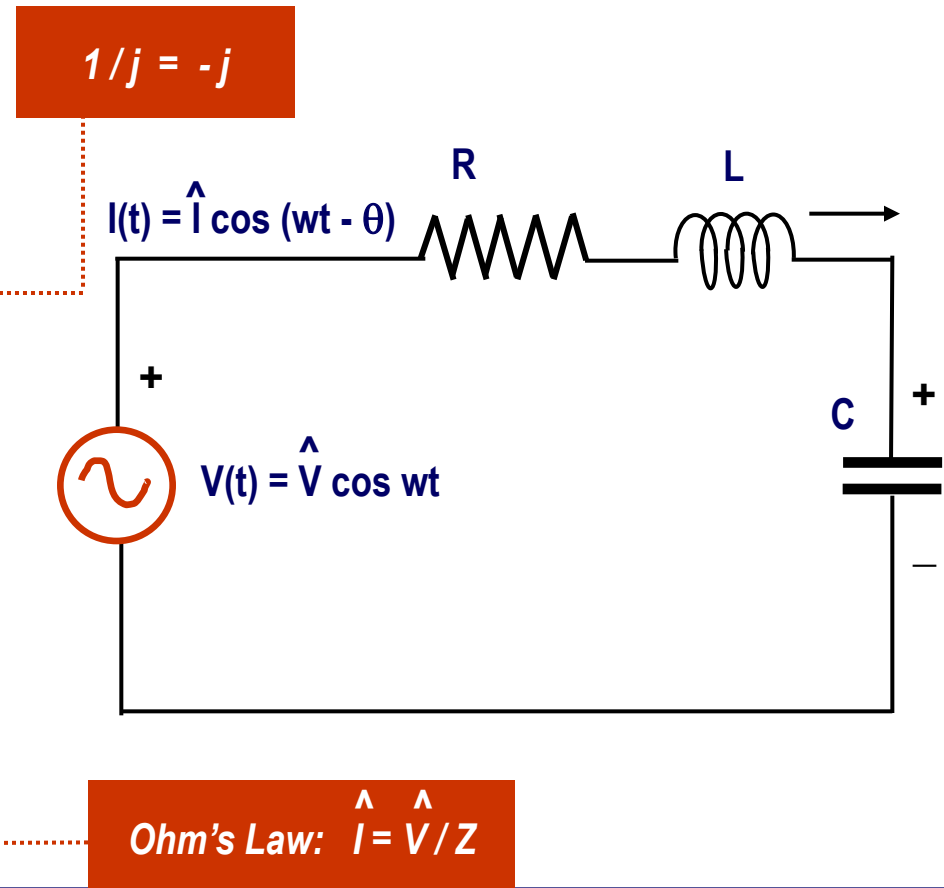 1 / j = - j
R
L
I(t) = Î cos (wt - θ)
+
+
C
V(t) = V̂ cos wt
_
Ohm's Law: Î = V̂ / Z